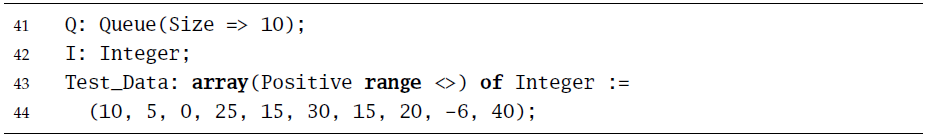 41 Q: Queue(Size => 10);
42 I: Integer;
43 Test_Data: array(Positive range <>) of Integer :=
44 (10, 5, 0, 25, 15, 30, 15, 20, -6, 40);